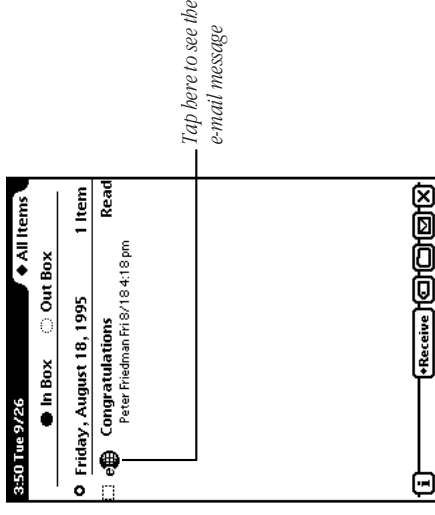 3:50 Tue 9/26 ◆ All Items
In Box Out Box
Friday, August 18, 1995 1 Item
e Congratulations Read
Peter Friedman Fri 8/18 4:18 pm
i ◆Receive X
Tap here to see the
e-mail message